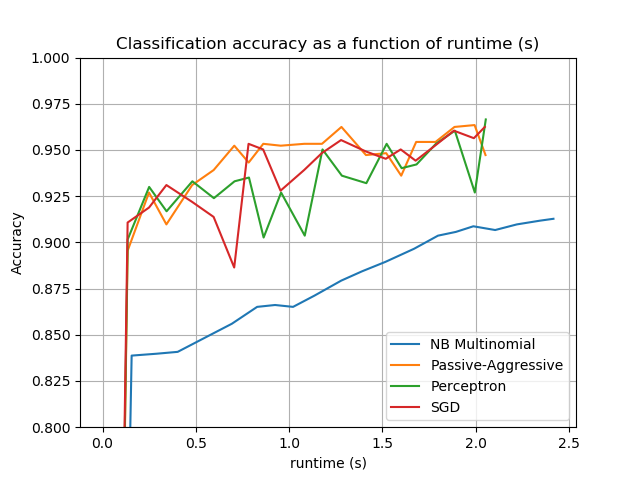 Classification accuracy as a function of runtime (s)
1.000
0.975
0.950
0.925
0.900
0.875
0.850
0.825
0.800
Accuracy
0.0 0.5 1.0 1.5 2.0 2.5
runtime (s)
NB Multinomial
Passive-Aggressive
Perceptron
SGD